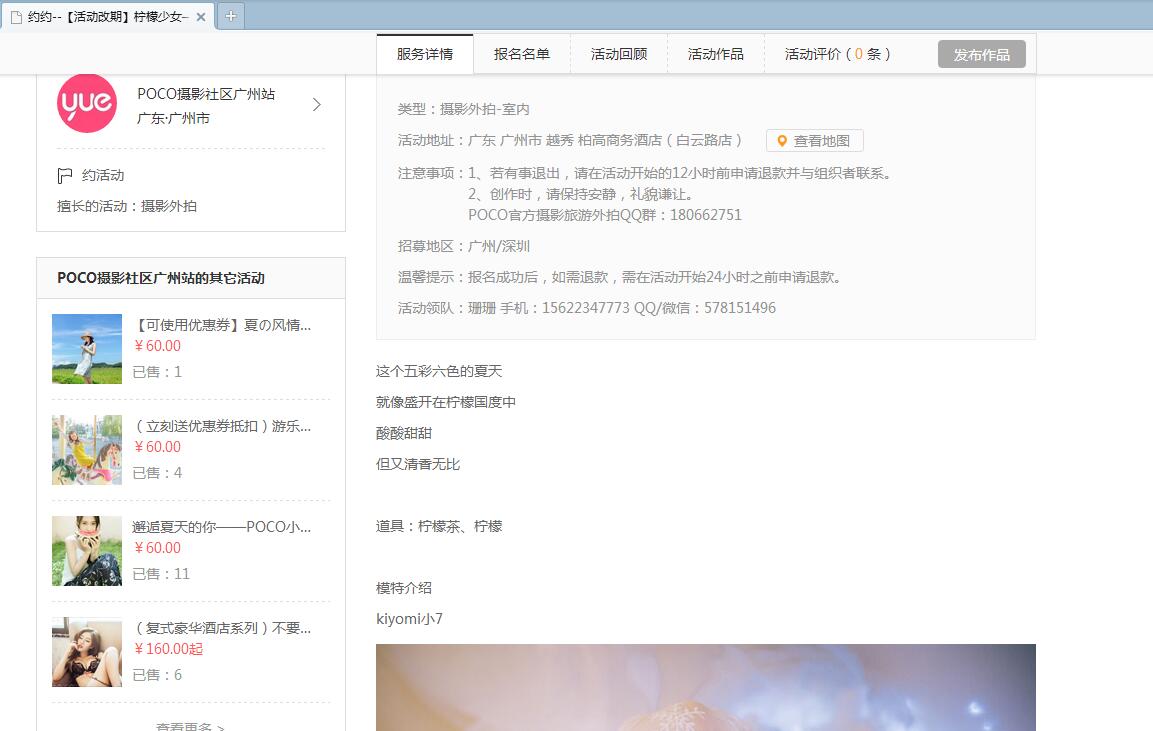 约约--【活动改期】柠檬少女--
服务详情
报名名单
活动回顾
活动作品
活动评价（0 条）
发布作品
yue
POCO摄影社区广州站
广东·广州市
约活动
擅长的活动：摄影外拍
POCO摄影社区广州站的其它活动
【可使用优惠券】夏の风情...
￥60.00
已售：1
（立刻送优惠券抵扣）游乐...
￥60.00
已售：4
邂逅夏天的你——POCO小...
￥60.00
已售：11
（复式豪华酒店系列）不要...
￥160.00起
已售：6
查看更多 >
类型：摄影外拍-室内
活动地址：广东 广州市 越秀 柏高商务酒店（白云路店）
查看地图
注意事项：1、若有事退出，请在活动开始的12小时前申请退款并与组织者联系。
2、创作时，请保持安静，礼貌谦让。
POCO官方摄影旅游外拍QQ群：180662751
招募地区：广州/深圳
温馨提示：报名成功后，如需退款，需在活动开始24小时之前申请退款。
活动领队：珊珊 手机：15622347773 QQ/微信：578151496
这个五彩六色的夏天
就像盛开在柠檬国度中
酸酸甜甜
但又清香无比
道具：柠檬茶、柠檬
模特介绍
kiyomi小7